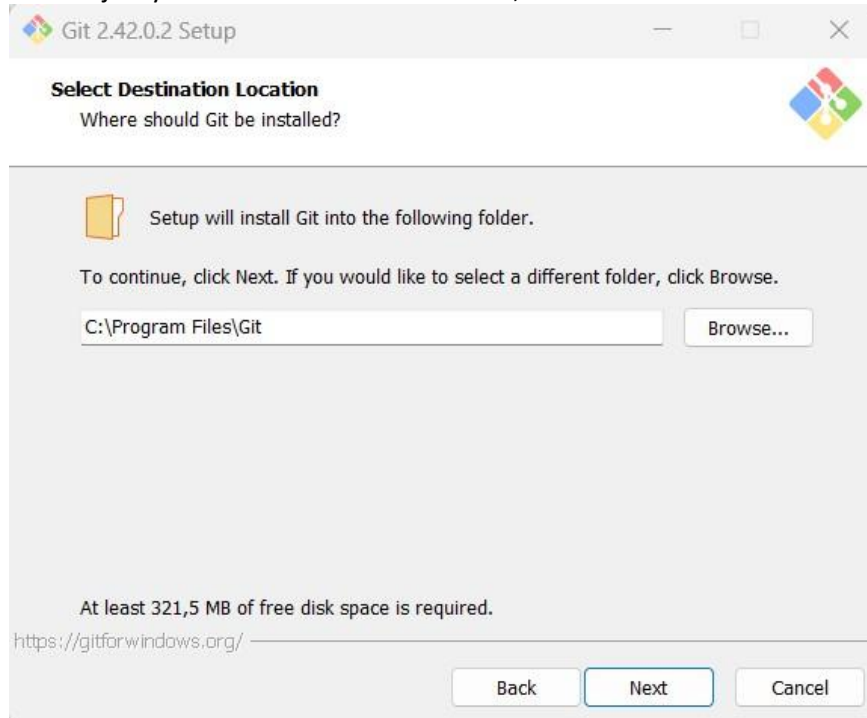 Git 2.42.0.2 Setup
Select Destination Location
Where should Git be installed?
Setup will install Git into the following folder.
To continue, click Next. If you would like to select a different folder, click Browse.
C:\Program Files\Git
Browse...
At least 321,5 MB of free disk space is required.
https://gitforwindows.org/
Back
Next
Cancel